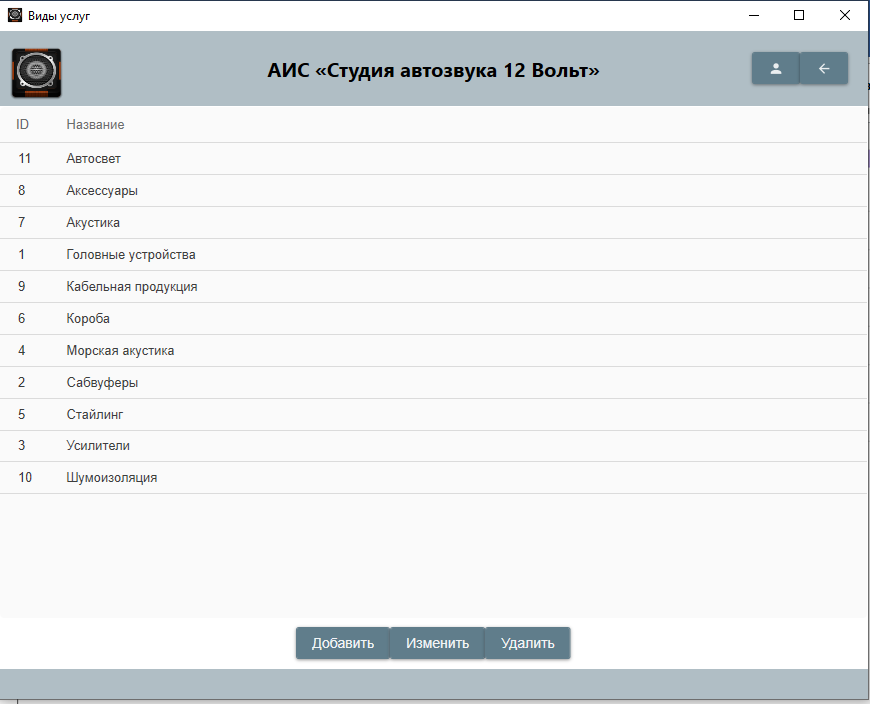 Виды услуг
АИС «Студия автозвука 12 Вольт»
ID Название
11 Автосвет
8 Аксессуары
7 Акустика
1 Головные устройства
9 Кабельная продукция
6 Короба
4 Морская акустика
2 Сабвуферы
5 Стайлинг
3 Усилители
10 Шумоизоляция
Добавить Изменить Удалить